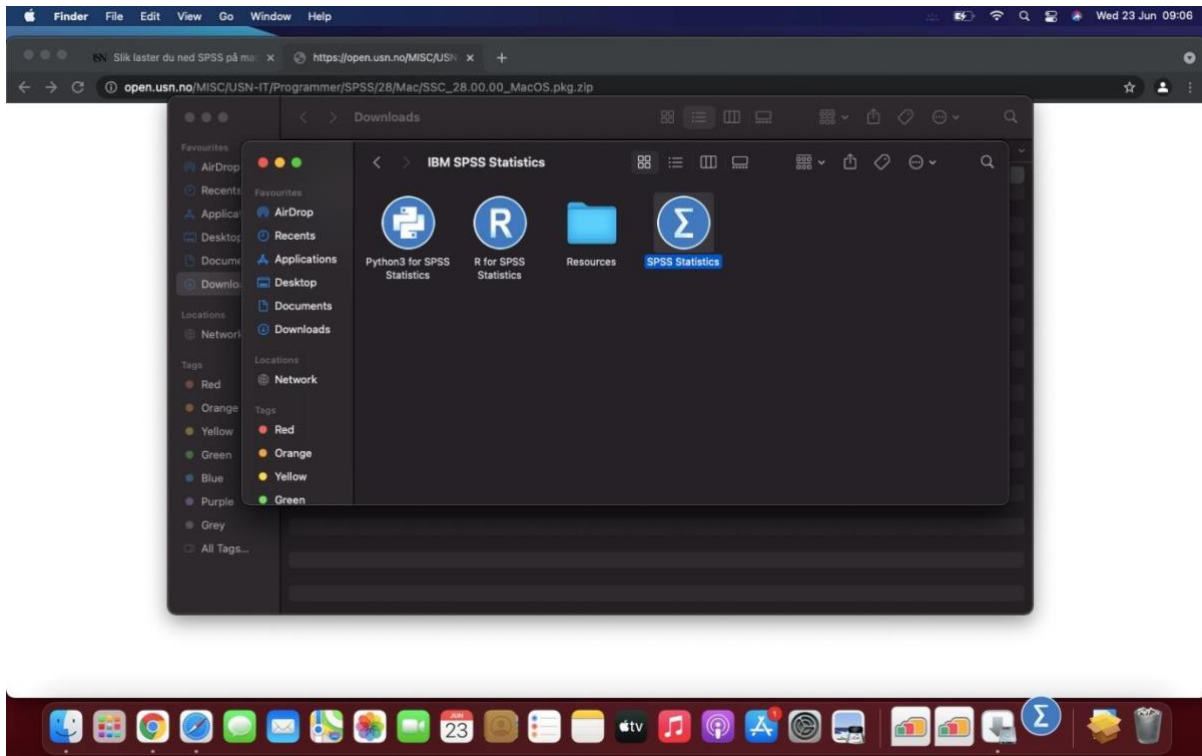 Finder File Edit View Go Window Help Wed 23 Jun 09:06
Slik laster du ned SPSS på mac https://open.usn.no/MISC/USN
open.usn.no/MISC/USN-IT/Programmer/SPSS/28/Mac/SSC_28.00.00_MacOS.pkg.zip
Downloads
Favourites
AirDrop
Recents
Applicat
Desktop
Docume
Downlo
Locations
Network
Tags
Red
Orange
Yellow
Green
Blue
Purple
Grey
All Tags...
IBM SPSS Statistics
Favourites
AirDrop
Recents
Applications
Desktop
Documents
Downloads
Locations
Network
Tags
Red
Orange
Yellow
Green
R
Σ
Python3 for SPSS
Statistics
R for SPSS
Statistics
Resources
SPSS Statistics
JUN
23
tv
1
Σ